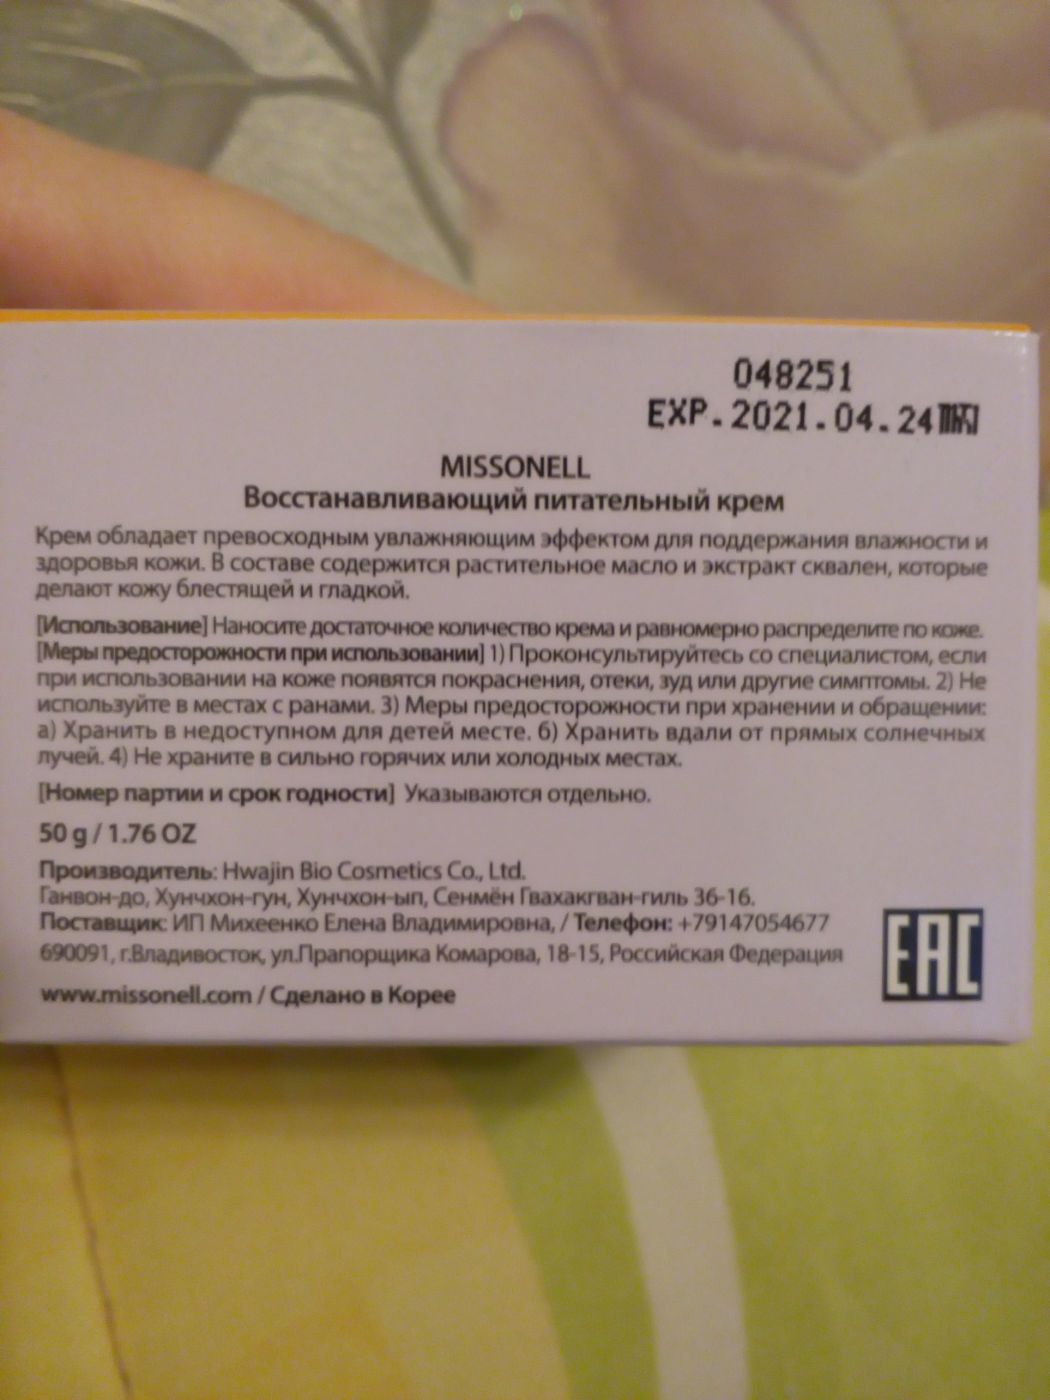 048251
EXP.2021.04.24
MISSONELL
Восстанавливающий питательный крем
Крем обладает превосходным увлажняющим эффектом для поддержания влажности и
здоровья кожи. В составе содержится растительное масло и экстракт сквален, которые
делают кожу блестящей и гладкой.
[Использование] Наносите достаточное количество крема и равномерно распределите по коже.
[Меры предосторожности при использовании] 1) Проконсультируйтесь со специалистом, если
при использовании на коже появятся покраснения, отеки, зуд или другие симптомы. 2) Не
используйте в местах с ранами. 3) Меры предосторожности при хранении и обращении:
а) Хранить в недоступном для детей месте. б) Хранить вдали от прямых солнечных
лучей. 4) Не храните в сильно горячих или холодных местах.
[Номер партии и срок годности] Указываются отдельно.
50 g / 1.76 OZ
Производитель: Hwajin Bio Cosmetics Co., Ltd.
Ганвон-до, Хунчхон-гун, Хунчхон-ып, Сенмён Гвахакгван-гиль 36-16.
Поставщик: ИП Михеенко Елена Владимировна, / Телефон: +79147054677
690091, г.Владивосток, ул.Прапорщика Комарова, 18-15, Российская Федерация
www.missonell.com / Сделано в Корее
EAC